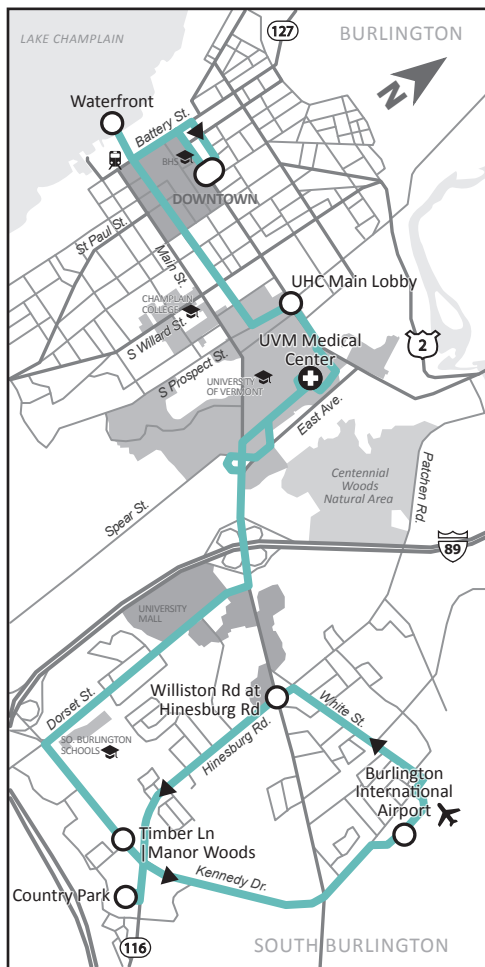 LAKE CHAMPLAIN
127
BURLINGTON
N
Waterfront
Battery St.
BHS
DOWNTOWN
St Paul St.
Main St.
UHC Main Lobby
CHAMPLAIN
COLLEGE
S Willard St.
2
UVM Medical
Center
S Prospect St.
UNIVERSITY
OF VERMONT
East Ave.
Patchen Rd.
Centennial
Woods
Natural Area
Spear St.
89
UNIVERSITY
MALL
Dorset St.
Williston Rd at
Hinesburg Rd
White St.
SO. BURLINGTON
SCHOOLS
Hinesburg Rd.
Burlington
International
Airport
Timber Ln
|Manor Woods
Kennedy Dr.
Country Park
116
SOUTH BURLINGTON